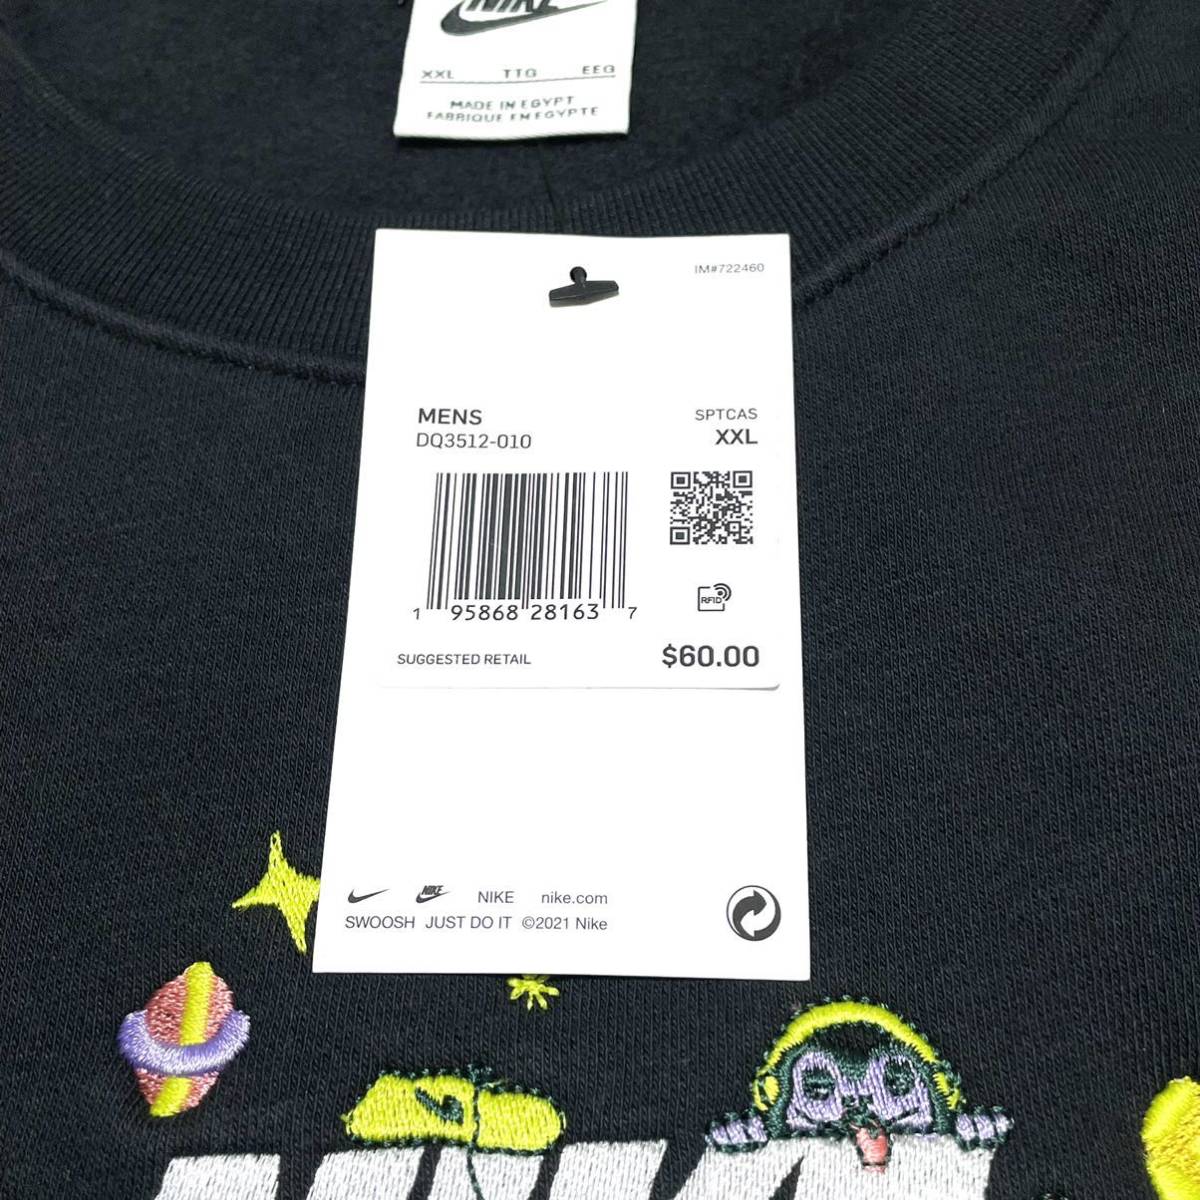 NIKE
XXL TTG EEG
MADE IN EGYPT
FABRIQUE EN EGYPTE
IM#722460
MENS SPTCAS
DQ3512-010 XXL
RFID
1 95868 28163 7
SUGGESTED RETAIL $60.00
NIKE NIKE nike.com
SWOOSH JUST DO IT ©2021 Nike